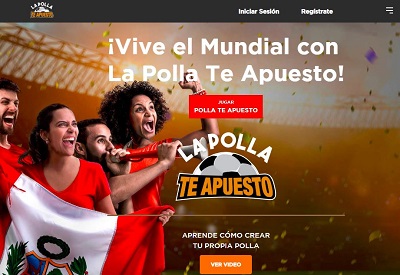 LA POLLA
TE APUESTO
Iniciar Sesión
Regístrate
¡Vive el Mundial con
La Polla Te Apuesto!
JUGAR
POLLA TE APUESTO
LA POLLA
TE APUESTO
APRENDE CÓMO CREAR
TU PROPIA POLLA
VER VIDEO